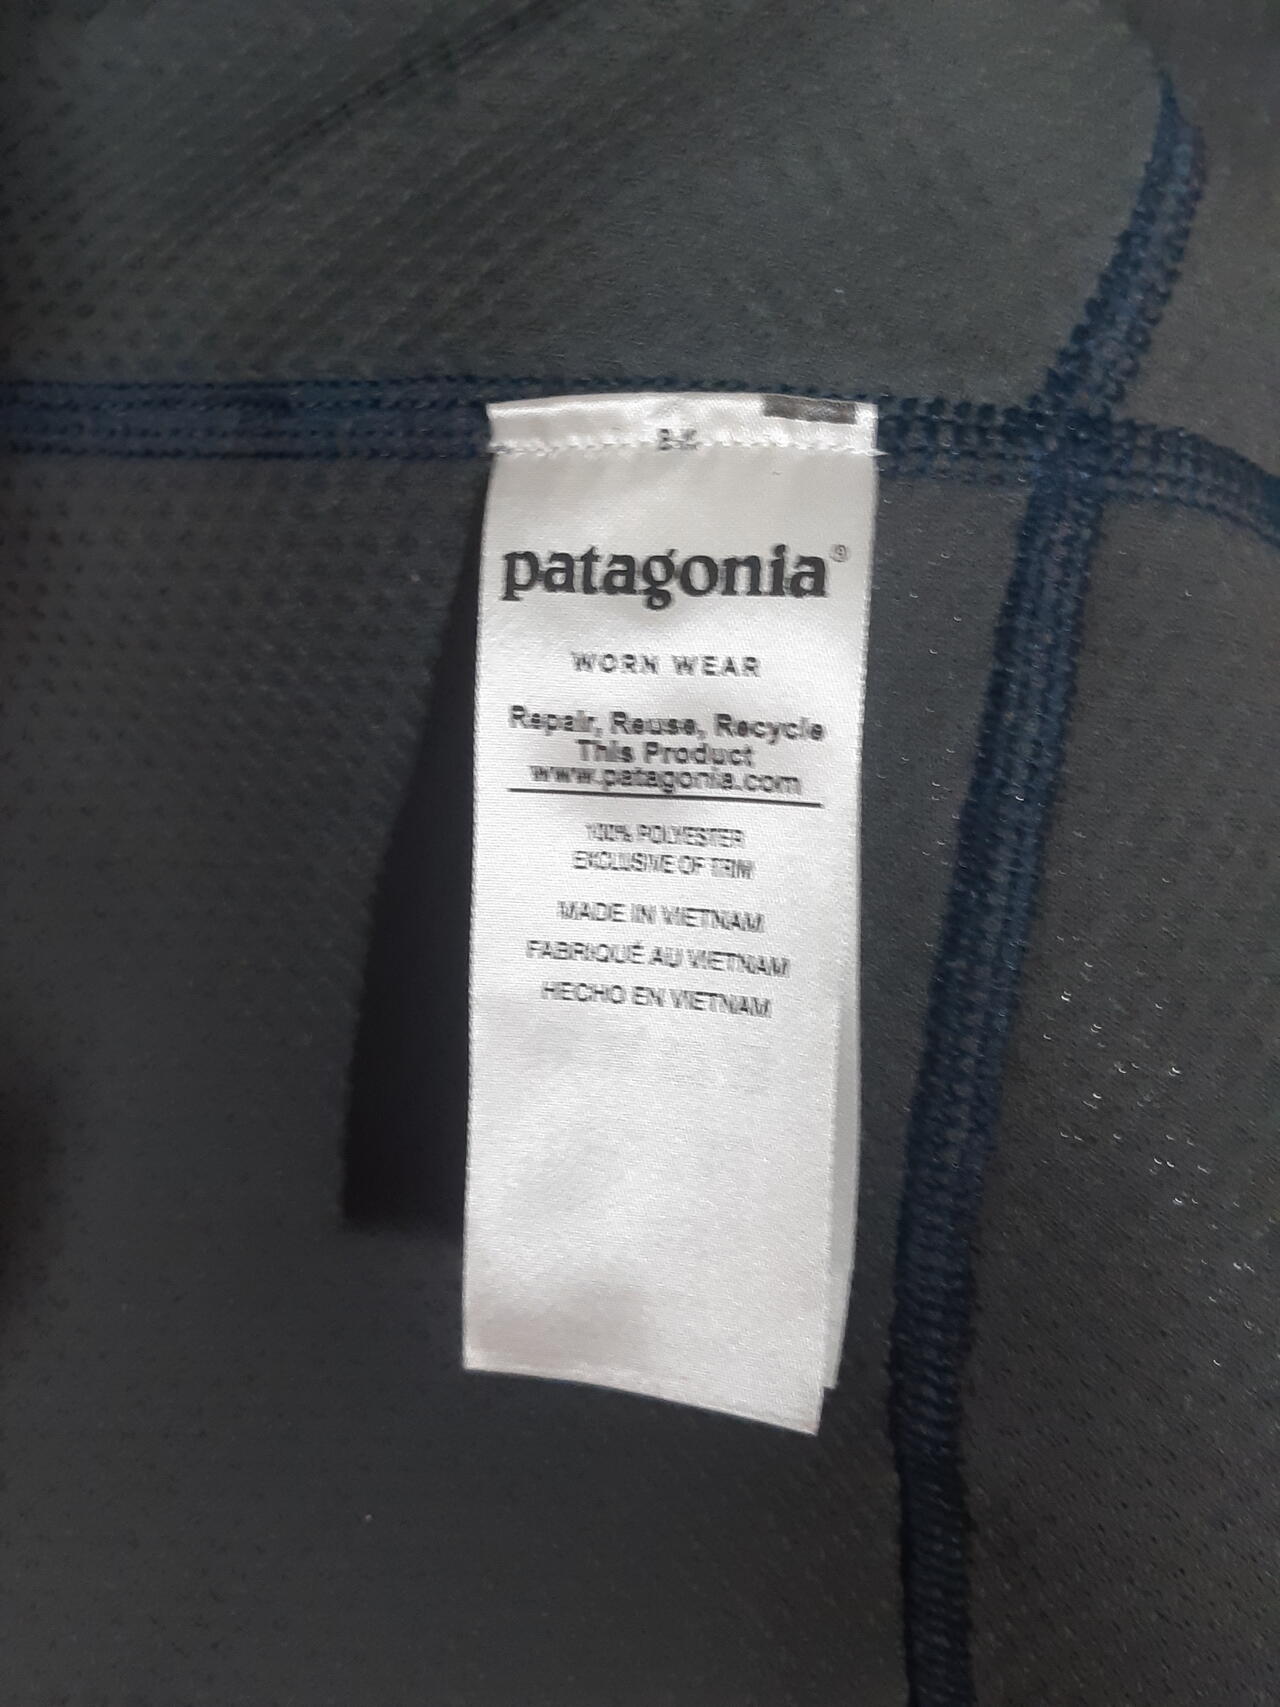 patagonia®
WORN WEAR
Repair, Reuse, Recycle
This Product
www.patagonia.com
100% POLYESTER
EXCLUSIVE OF TRIM
MADE IN VIETNAM
FABRIQUÉ AU VIETNAM
HECHO EN VIETNAM